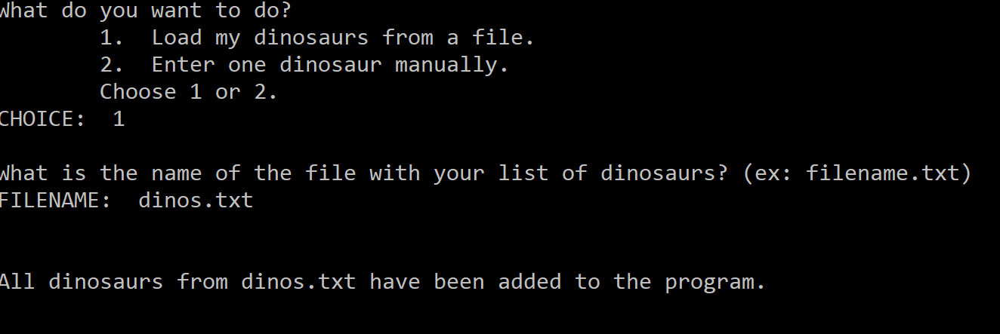 What do you want to do?
1.  Load my dinosaurs from a file.
2.  Enter one dinosaur manually.
Choose 1 or 2.
CHOICE:  1
What is the name of the file with your list of dinosaurs? (ex: filename.txt)
FILENAME:  dinos.txt
All dinosaurs from dinos.txt have been added to the program.